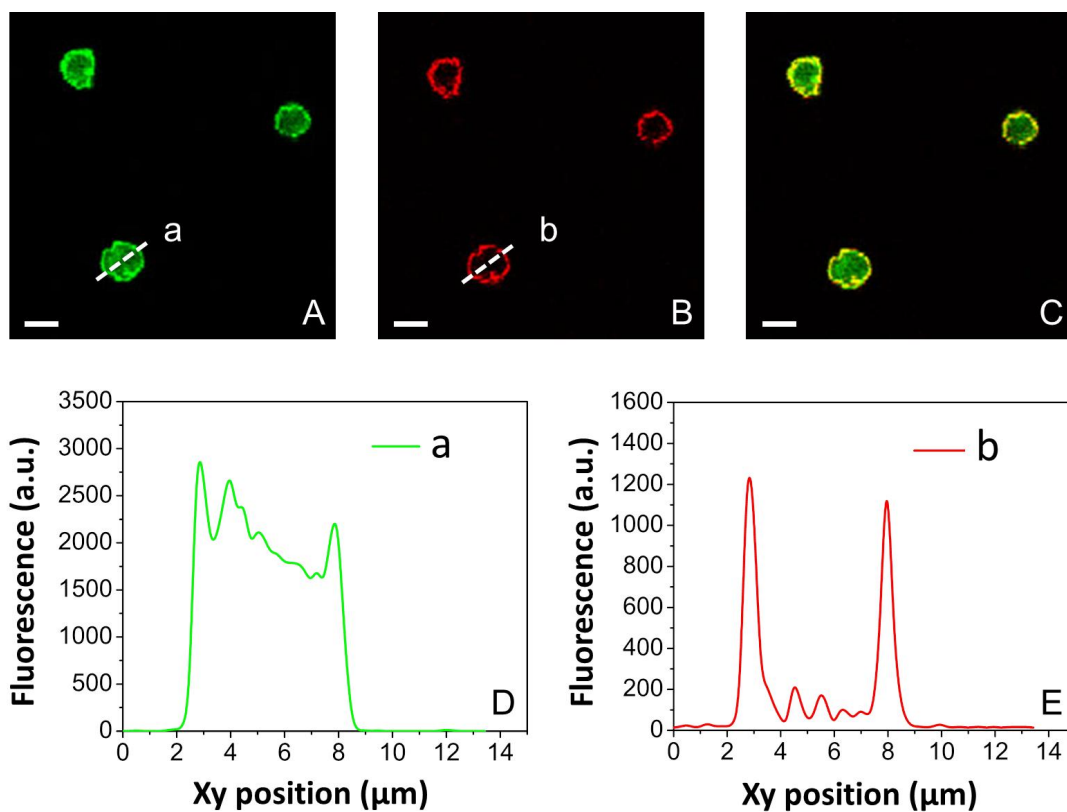 a
b
A
B
C
3500
3000
2500
2000
1500
1000
500
0
0 2 4 6 8 10 12 14
Fluorescence (a.u.)
Xy position (μm)
a
D
1600
1400
1200
1000
800
600
400
200
0
0 2 4 6 8 10 12 14
Fluorescence (a.u.)
Xy position (μm)
b
E